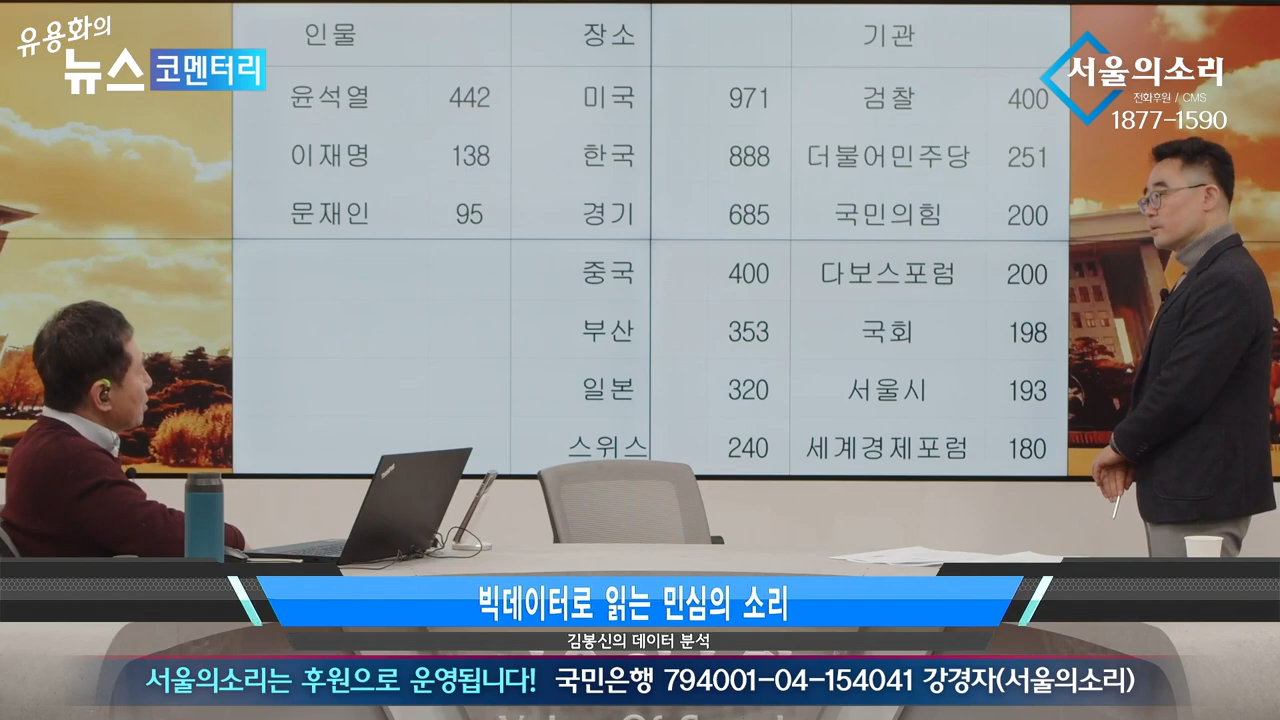 유용화의
뉴스 코멘터리
서울의소리
전화후원 / CMS
1877-1590
인물 장소 기관
윤석열 442 미국 971 검찰 400
이재명 138 한국 888 더불어민주당 251
문재인 95 경기 685 국민의힘 200
중국 400 다보스포럼 200
부산 353 국회 198
일본 320 서울시 193
스위스 240 세계경제포럼 180
빅데이터로 읽는 민심의 소리
김봉신의 데이터 분석
서울의소리는 후원으로 운영됩니다! 국민은행 794001-04-154041 강경자(서울의소리)